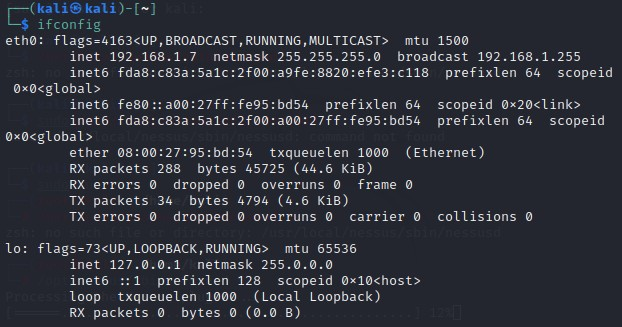 ┌──(kali㉿kali)-[~]
└─$ ifconfig
eth0: flags=4163<UP,BROADCAST,RUNNING,MULTICAST>  mtu 1500
        inet 192.168.1.7  netmask 255.255.255.0  broadcast 192.168.1.255
        inet6 fda8:c83a:5a1c:2f00:a9fe:8820:efe3:c118  prefixlen 64  scopeid
 0×0<global>
        inet6 fe80::a00:27ff:fe95:bd54  prefixlen 64  scopeid 0×20<link>
        inet6 fda8:c83a:5a1c:2f00:a00:27ff:fe95:bd54  prefixlen 64  scopeid
0×0<global>
        ether 08:00:27:95:bd:54  txqueuelen 1000  (Ethernet)
        RX packets 288  bytes 45725 (44.6 KiB)
        RX errors 0  dropped 0  overruns 0  frame 0
        TX packets 34  bytes 4794 (4.6 KiB)
        TX errors 0  dropped 0 overruns 0  carrier 0  collisions 0

lo: flags=73<UP,LOOPBACK,RUNNING>  mtu 65536
        inet 127.0.0.1  netmask 255.0.0.0
        inet6 ::1  prefixlen 128  scopeid 0×10<host>
        loop  txqueuelen 1000  (Local Loopback)
        RX packets 0  bytes 0 (0.0 B)